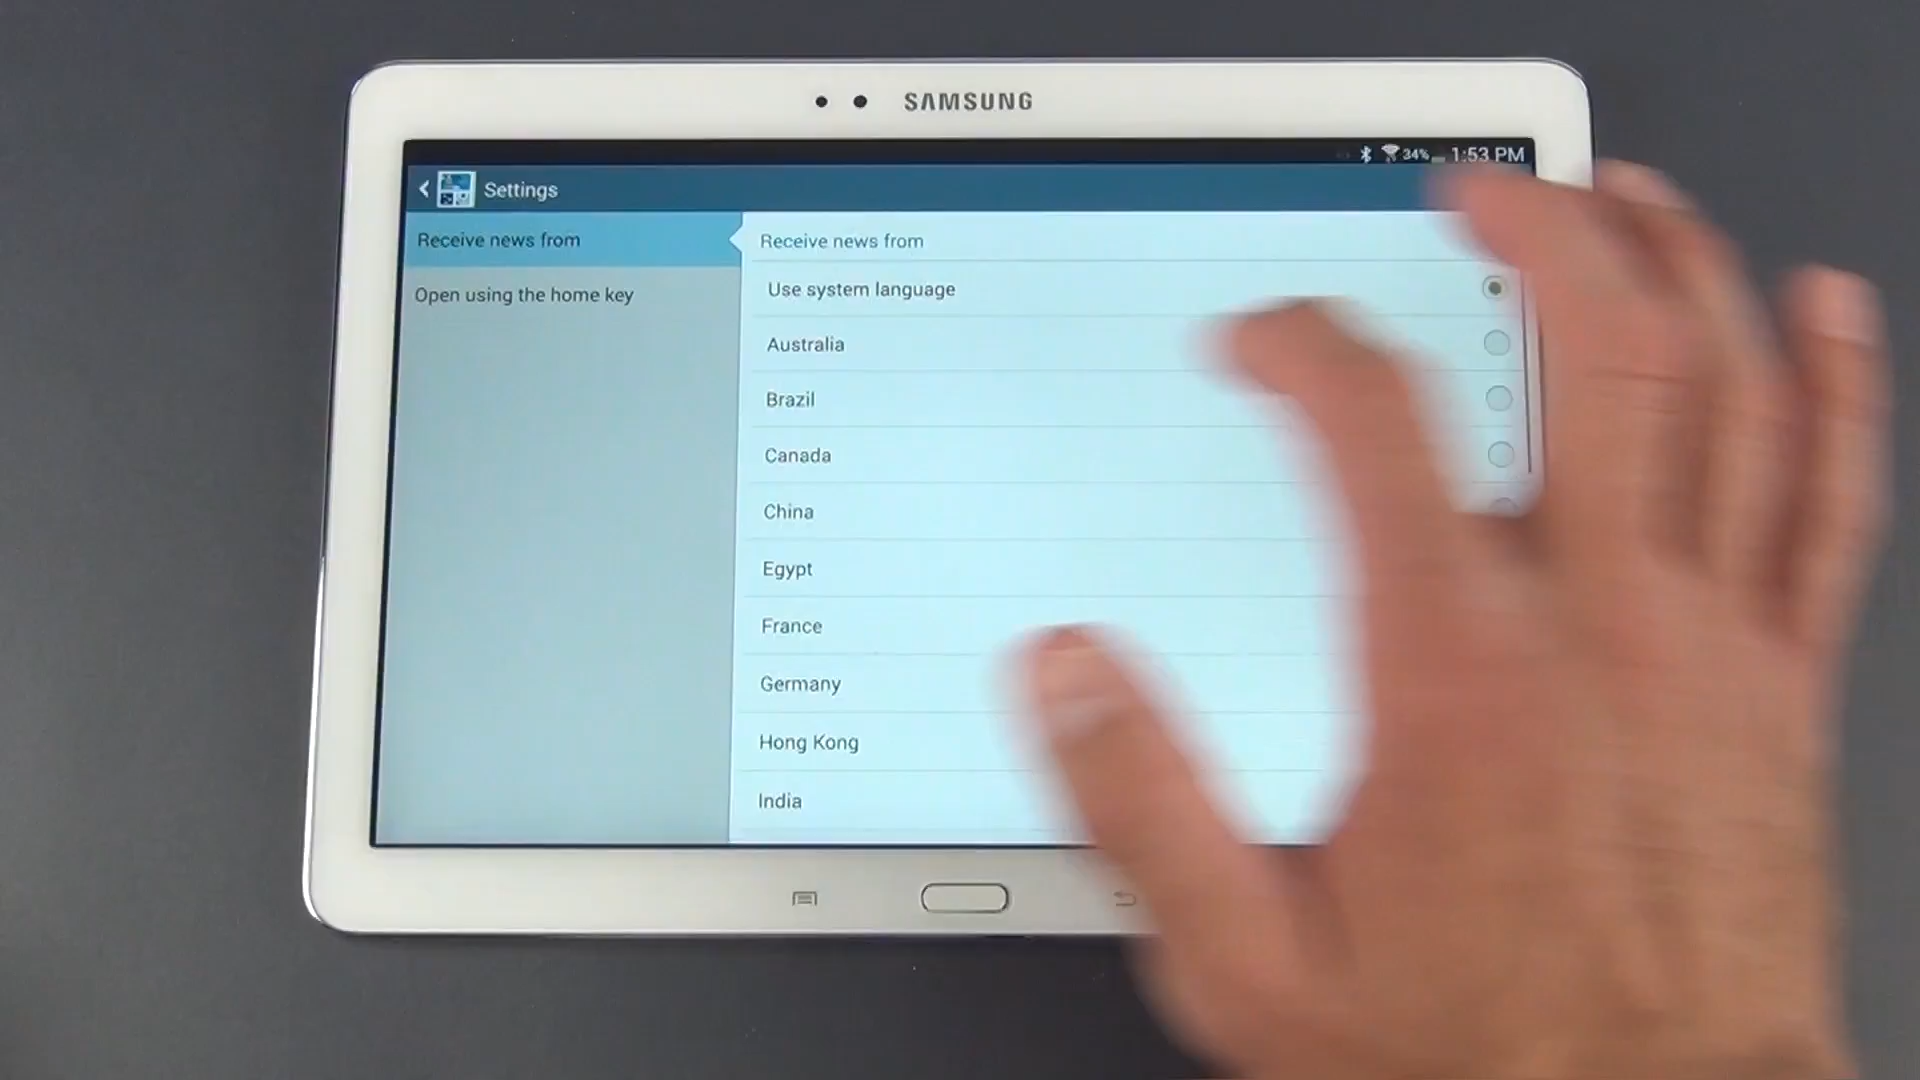 SAMSUNG
34% 1:53 PM
Settings
Receive news from
Open using the home key
Receive news from
Use system language
Australia
Brazil
Canada
China
Egypt
France
Germany
Hong Kong
India